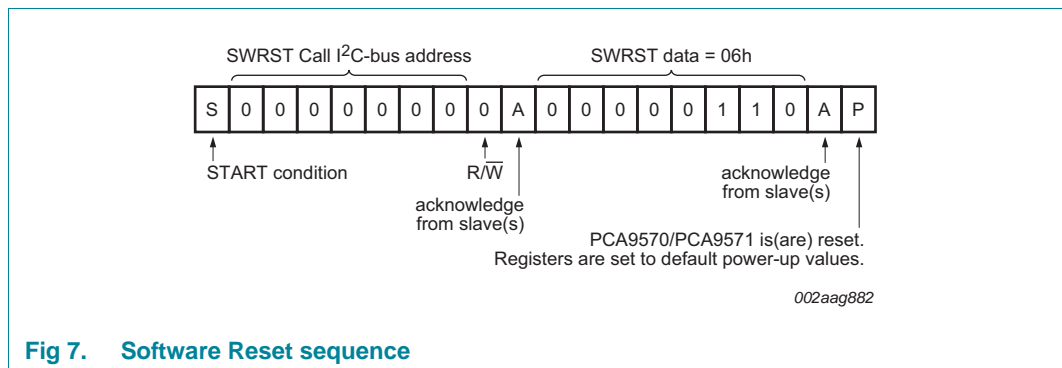 SWRST Call I²C-bus address SWRST data = 06h
S 0 0 0 0 0 0 0 0 A 0 0 0 0 0 1 1 0 A P
START condition R/W̅ acknowledge
acknowledge from slave(s)
from slave(s)
PCA9570/PCA9571 is(are) reset.
Registers are set to default power-up values.
002aag882
Fig 7. Software Reset sequence